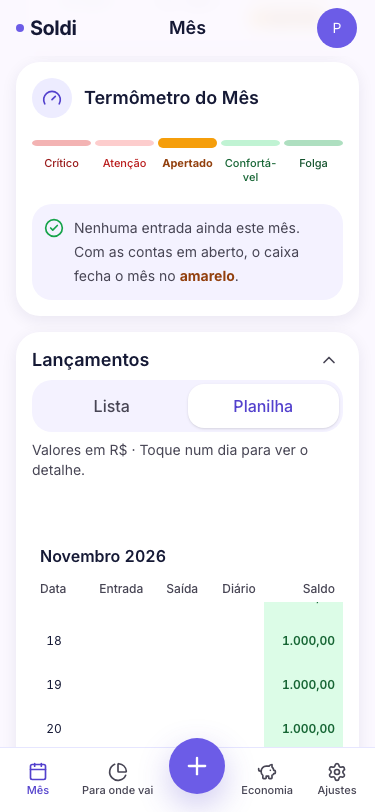 Soldi
Mês
P
Termômetro do Mês
Crítico
Atenção
Apertado
Confortá-
vel
Folga
Nenhuma entrada ainda este mês.
Com as contas em aberto, o caixa
fecha o mês no amarelo.
Lançamentos
Lista
Planilha
Valores em R$ · Toque num dia para ver o
detalhe.
Novembro 2026
Data Entrada Saída Diário Saldo
18 1.000,00
19 1.000,00
20 1.000,00
Mês
Para onde vai
Economia
Ajustes